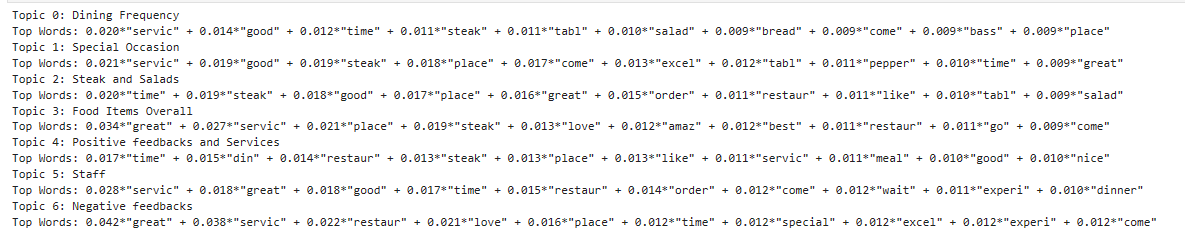 Topic 0: Dining Frequency
Top Words: 0.020*"servic" + 0.014*"good" + 0.012*"time" + 0.011*"steak" + 0.011*"tabl" + 0.010*"salad" + 0.009*"bread" + 0.009*"come" + 0.009*"bass" + 0.009*"place"
Topic 1: Special Occasion
Top Words: 0.021*"servic" + 0.019*"good" + 0.019*"steak" + 0.018*"place" + 0.017*"come" + 0.013*"excel" + 0.012*"tabl" + 0.011*"pepper" + 0.010*"time" + 0.009*"great"
Topic 2: Steak and Salads
Top Words: 0.020*"time" + 0.019*"steak" + 0.018*"good" + 0.017*"place" + 0.016*"great" + 0.015*"order" + 0.011*"restaur" + 0.011*"like" + 0.010*"tabl" + 0.009*"salad"
Topic 3: Food Items Overall
Top Words: 0.034*"great" + 0.027*"servic" + 0.021*"place" + 0.019*"steak" + 0.013*"love" + 0.012*"amaz" + 0.012*"best" + 0.011*"restaur" + 0.011*"go" + 0.009*"come"
Topic 4: Positive feedbacks and Services
Top Words: 0.017*"time" + 0.015*"din" + 0.014*"restaur" + 0.013*"steak" + 0.013*"place" + 0.013*"like" + 0.011*"servic" + 0.011*"meal" + 0.010*"good" + 0.010*"nice"
Topic 5: Staff
Top Words: 0.028*"servic" + 0.018*"great" + 0.018*"good" + 0.017*"time" + 0.015*"restaur" + 0.014*"order" + 0.012*"come" + 0.012*"wait" + 0.011*"experi" + 0.010*"dinner"
Topic 6: Negative feedbacks
Top Words: 0.042*"great" + 0.038*"servic" + 0.022*"restaur" + 0.021*"love" + 0.016*"place" + 0.012*"time" + 0.012*"special" + 0.012*"excel" + 0.012*"experi" + 0.012*"come"